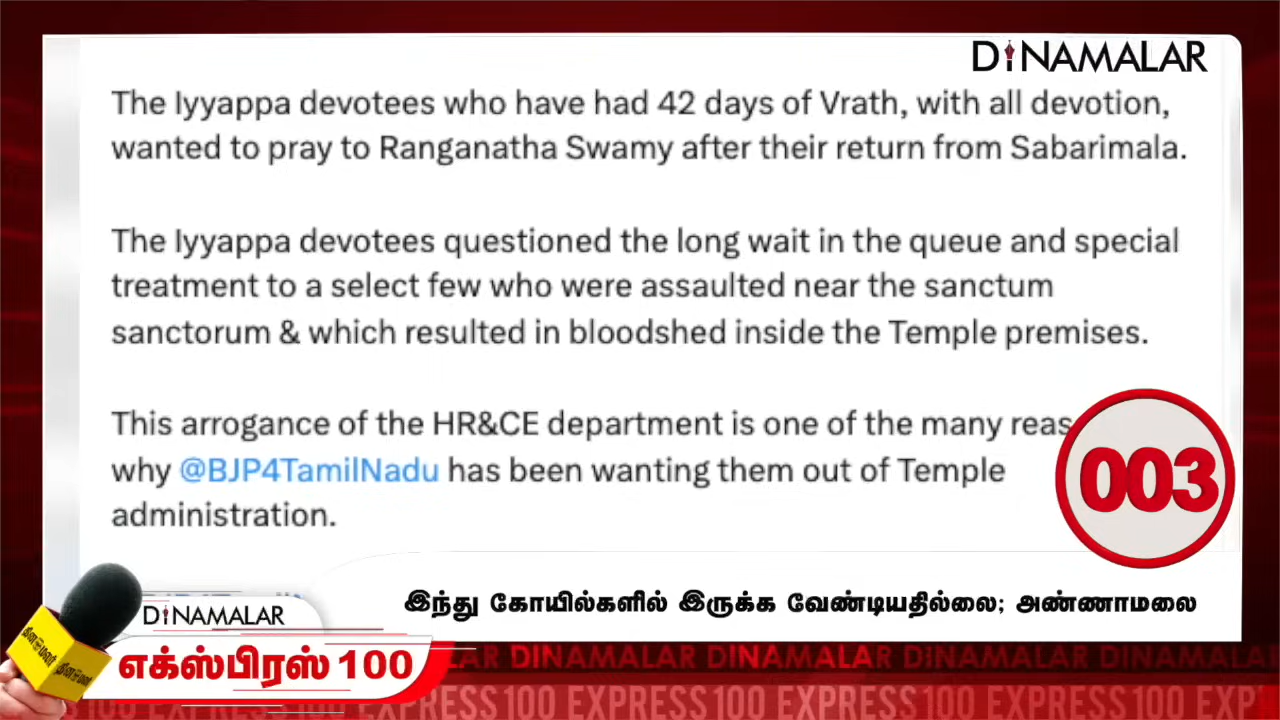 DINAMALAR
The Iyyappa devotees who have had 42 days of Vrath, with all devotion,
wanted to pray to Ranganatha Swamy after their return from Sabarimala.
The Iyyappa devotees questioned the long wait in the queue and special
treatment to a select few who were assaulted near the sanctum
sanctorum & which resulted in bloodshed inside the Temple premises.
This arrogance of the HR&CE department is one of the many reas
why @BJP4TamilNadu has been wanting them out of Temple
administration.
003
இந்து கோயில்களில் இருக்க வேண்டியதில்லை; அண்ணாமலை
DINAMALAR
எக்ஸ்பிரஸ் 100
தினமலர் தினமலர்
LAR DINAMALAR DINAMALAR DINAMALAR DINAMALAR
100 EXPRESS 100 EXPRESS 100 EXPRESS 100 EXPRESS 100 EXP